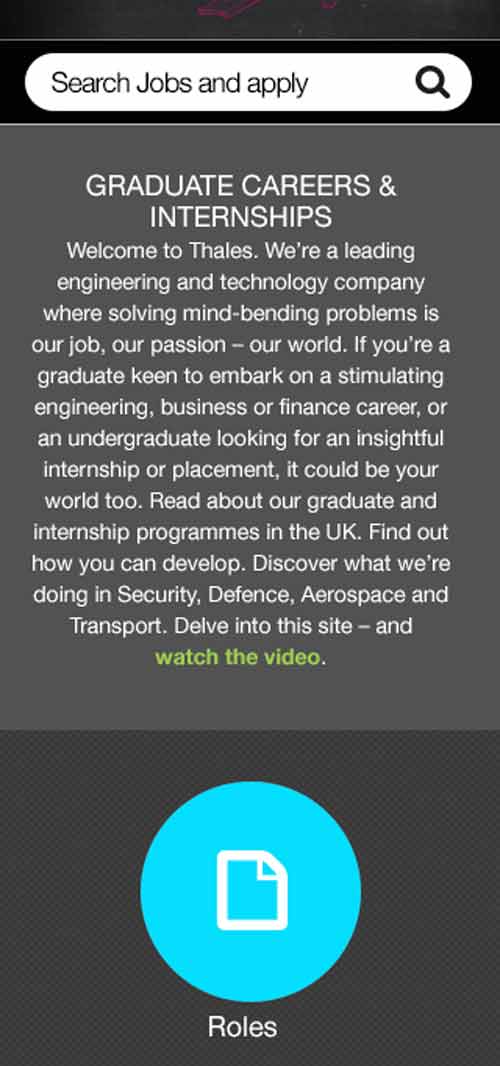 Search Jobs and apply
GRADUATE CAREERS &
INTERNSHIPS
Welcome to Thales. We're a leading
engineering and technology company
where solving mind-bending problems is
our job, our passion – our world. If you're a
graduate keen to embark on a stimulating
engineering, business or finance career, or
an undergraduate looking for an insightful
internship or placement, it could be your
world too. Read about our graduate and
internship programmes in the UK. Find out
how you can develop. Discover what we're
doing in Security, Defence, Aerospace and
Transport. Delve into this site – and
watch the video.
Roles